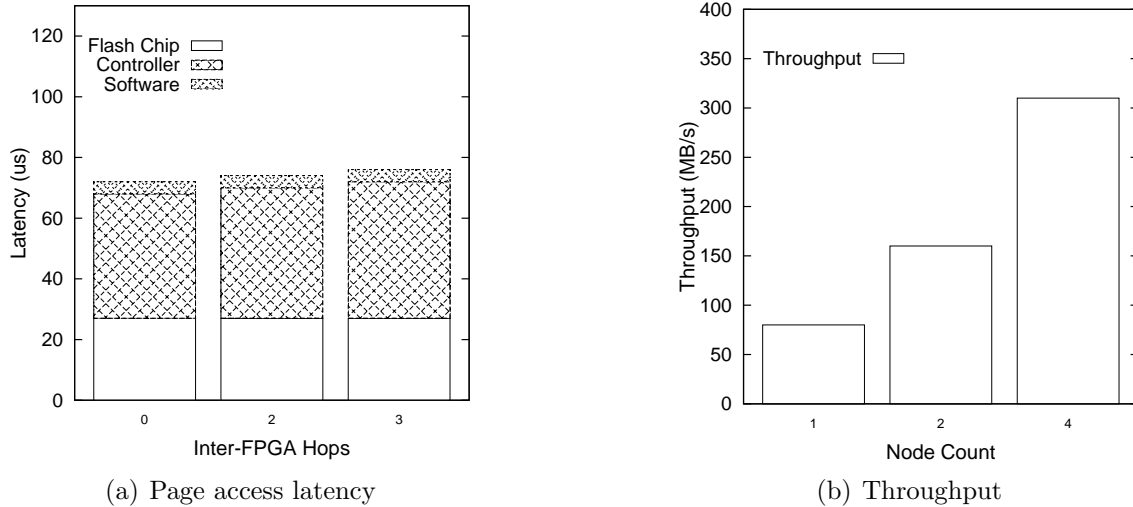 120
100
80
60
40
20
0
Latency (us)
Flash Chip
Controller
Software
0 2 3
Inter-FPGA Hops
(a) Page access latency
400
350
300
250
200
150
100
50
0
Throughput (MB/s)
Throughput
1 2 4
Node Count
(b) Throughput